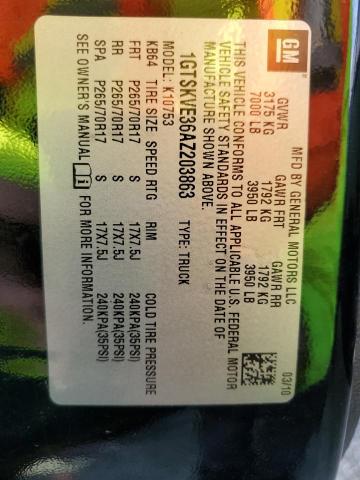 GM
MFD BY GENERAL MOTORS LLC
03/10
GVWR GAWR FRT GAWR RR
3175 KG 1792 KG 1792 KG
7000 LB 3950 LB 3950 LB
THIS VEHICLE CONFORMS TO ALL APPLICABLE U.S. FEDERAL MOTOR
VEHICLE SAFETY STANDARDS IN EFFECT ON THE DATE OF
MANUFACTURE SHOWN ABOVE.
1GTSKVE36AZ203863 TYPE: TRUCK
MODEL: K10753
KB64 TIRE SIZE SPEED RTG RIM COLD TIRE PRESSURE
FRT P265/70R17 S 17X7.5J 240KPA(35PSI)
RR P265/70R17 S 17X7.5J 240KPA(35PSI)
SPA P265/70R17 S 17X7.5J 240KPA(35PSI)
SEE OWNER'S MANUAL FOR MORE INFORMATION.